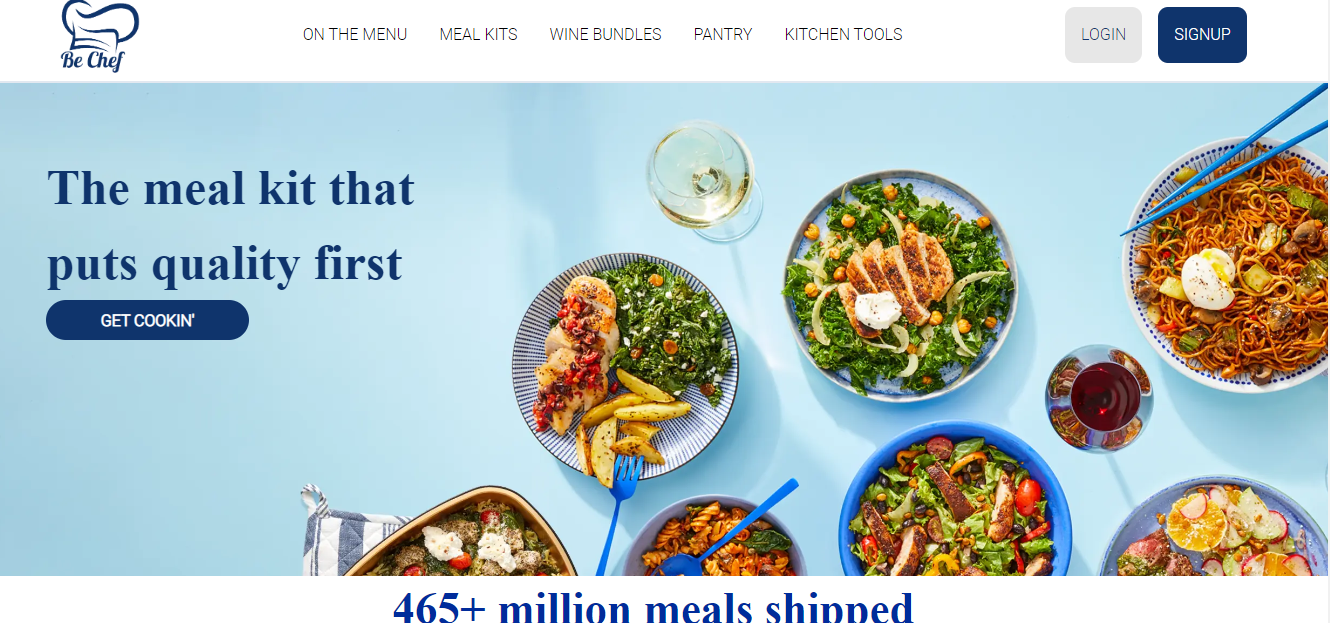 Be Chef
ON THE MENU
MEAL KITS
WINE BUNDLES
PANTRY
KITCHEN TOOLS
LOGIN
SIGNUP
The meal kit that
puts quality first
GET COOKIN'
465+ million meals shipped